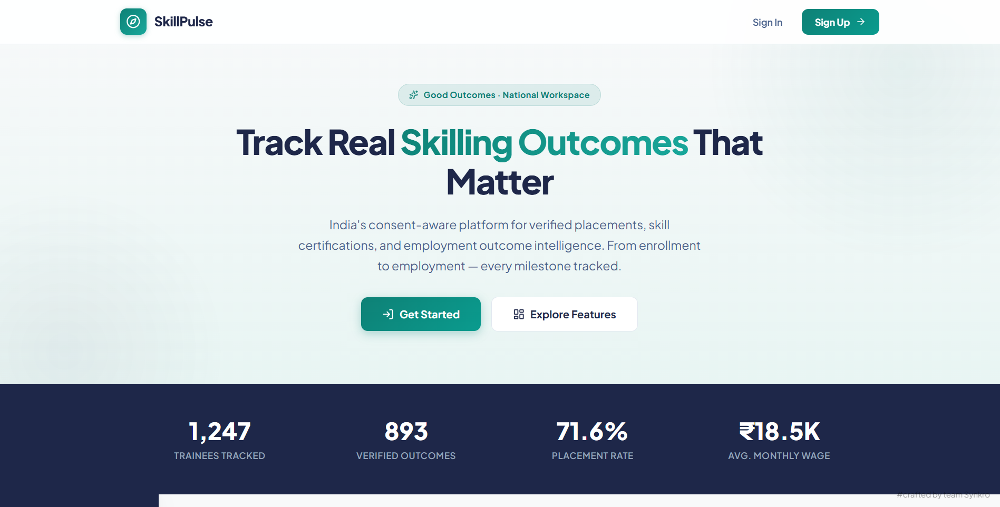 SkillPulse
Sign In
Sign Up
Good Outcomes · National Workspace
Track Real Skilling Outcomes That
Matter
India's consent-aware platform for verified placements, skill
certifications, and employment outcome intelligence. From enrollment
to employment — every milestone tracked.
Get Started
Explore Features
1,247
TRAINEES TRACKED
893
VERIFIED OUTCOMES
71.6%
PLACEMENT RATE
₹18.5K
AVG. MONTHLY WAGE
#crafted by team Synkro